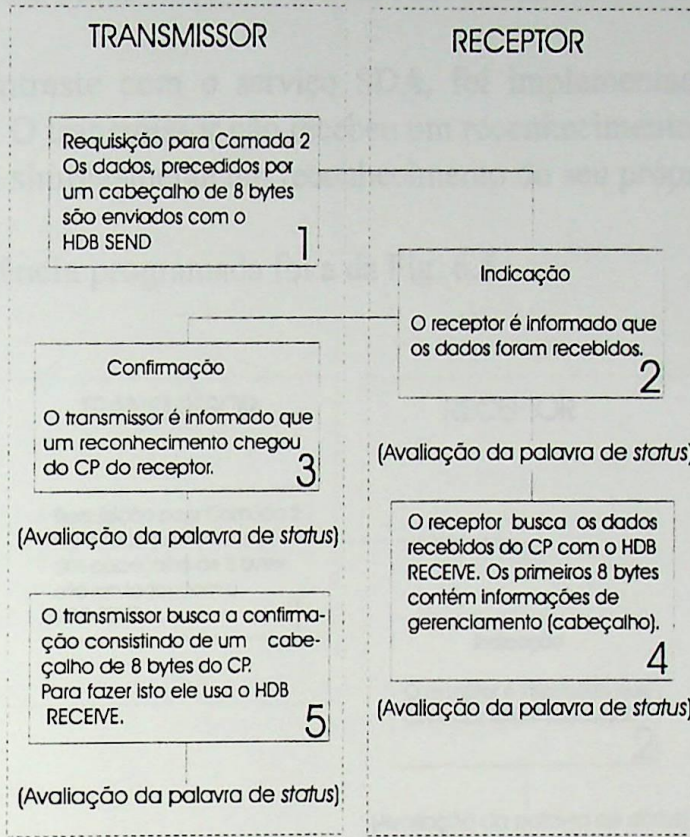 TRANSMISSOR
Requisição para Camada 2
Os dados, precedidos por
um cabeçalho de 8 bytes
são enviados com o
HDB SEND
1
RECEPTOR
Indicação
O receptor é informado que
os dados foram recebidos.
2
Confirmação
O transmissor é informado que
um reconhecimento chegou
do CP do receptor.
3
(Avaliação da palavra de status)
(Avaliação da palavra de status)
O receptor busca os dados
recebidos do CP com o HDB
RECEIVE. Os primeiros 8 bytes
contém informações de
gerenciamento (cabeçalho).
4
(Avaliação da palavra de status)
O transmissor busca a confirma-
ção consistindo de um cabe-
çalho de 8 bytes do CP.
Para fazer isto ele usa o HDB
RECEIVE.
5
(Avaliação da palavra de status)